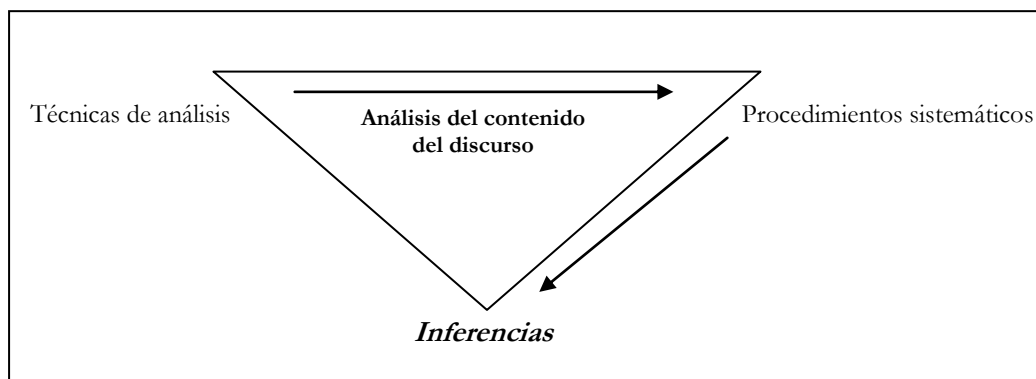 Técnicas de análisis
Análisis del contenido
del discurso
Procedimientos sistemáticos
Inferencias